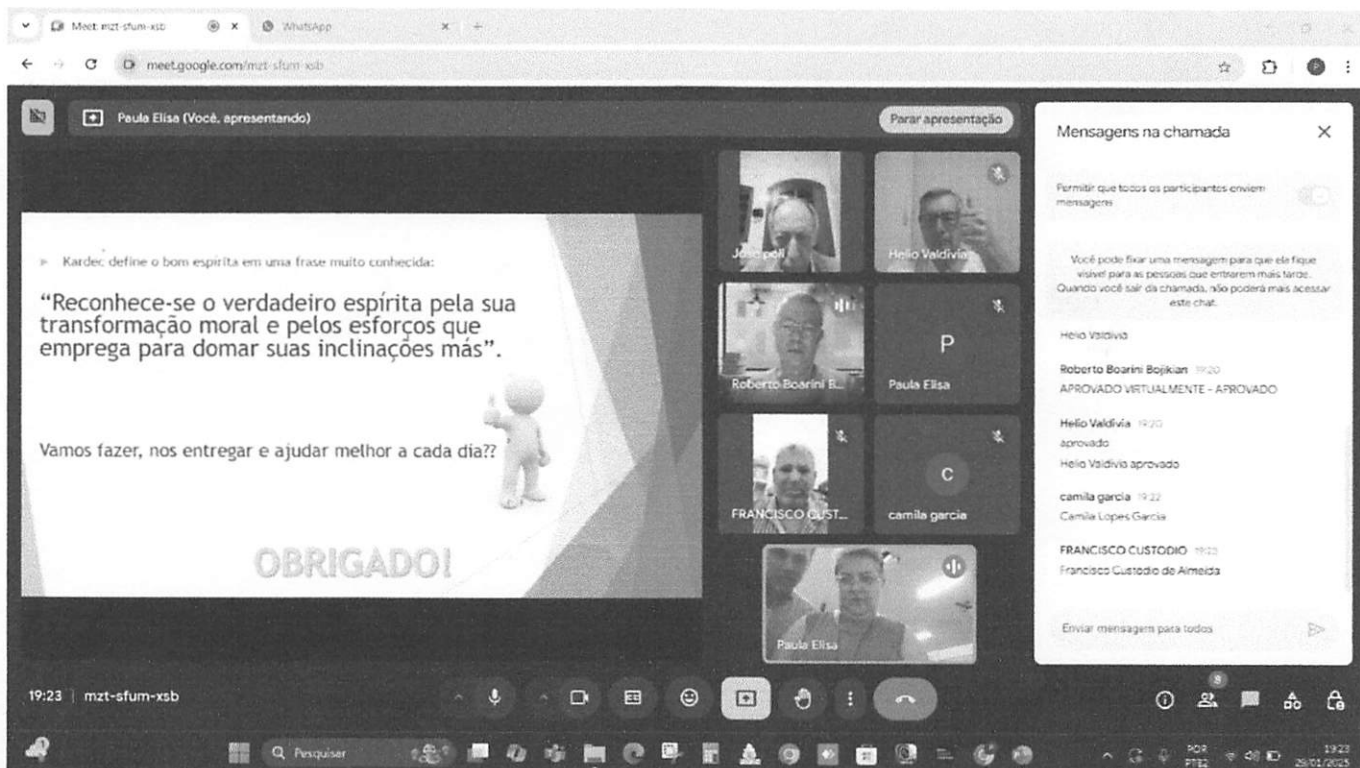 Meet: mzt-sfum-xsb
WhatsApp
meet.google.com/mzt-sfum-xsb
Paula Elisa (Você, apresentando)
Parar apresentação
Kardec define o bom espírita em uma frase muito conhecida:
“Reconhece-se o verdadeiro espírita pela sua
transformação moral e pelos esforços que
emprega para domar suas inclinações más”.
Vamos fazer, nos entregar e ajudar melhor a cada dia??
OBRIGADO!
Jose poli
Helio Valdivia
Roberto Boarini B...
P
Paula Elisa
FRANCISCO CUST...
C
camila garcia
Paula Elisa
Mensagens na chamada
Permitir que todos os participantes enviem
mensagens
Você pode fixar uma mensagem para que ela fique
visível para as pessoas que entrarem mais tarde.
Quando você sair da chamada, não poderá mais acessar
este chat.
Helio Valdivia
Roberto Boarini Bojikian 19:20
APROVADO VIRTUALMENTE - APROVADO
Helio Valdivia 19:20
aprovado
Helio Valdivia aprovado
camila garcia 19:22
Camila Lopes Garcia
FRANCISCO CUSTODIO 19:23
Francisco Custodio de Almeida
Enviar mensagem para todos
19:23 | mzt-sfum-xsb
8
Pesquisar
POR
PTB2
19:23
29/01/2025